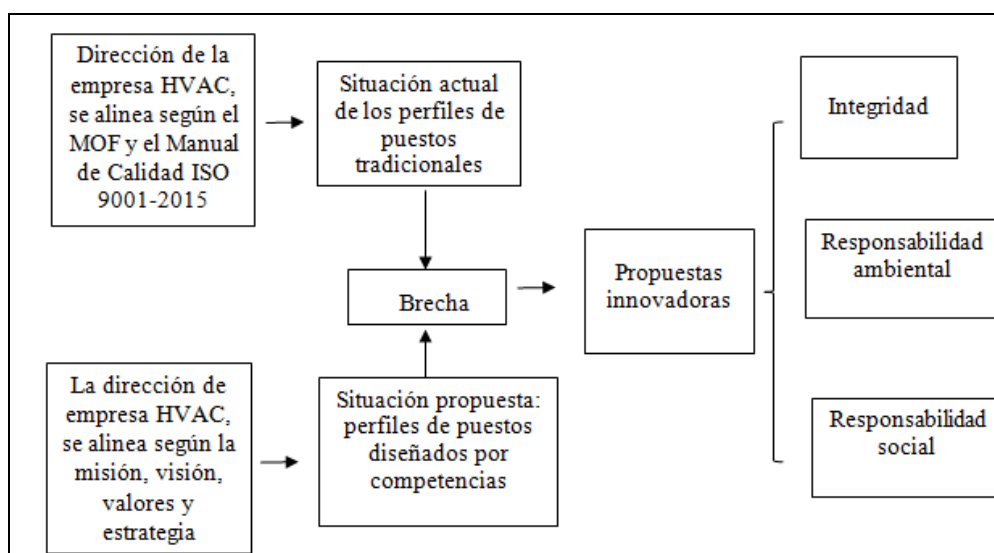 Dirección de la
empresa HVAC,
se alinea según el
MOF y el Manual
de Calidad ISO
9001-2015
Situación actual
de los perfiles de
puestos
tradicionales
Brecha
La dirección de
empresa HVAC,
se alinea según la
misión, visión,
valores y
estrategia
Situación propuesta:
perfiles de puestos
diseñados por
competencias
Propuestas
innovadoras
Integridad
Responsabilidad
ambiental
Responsabilidad
social